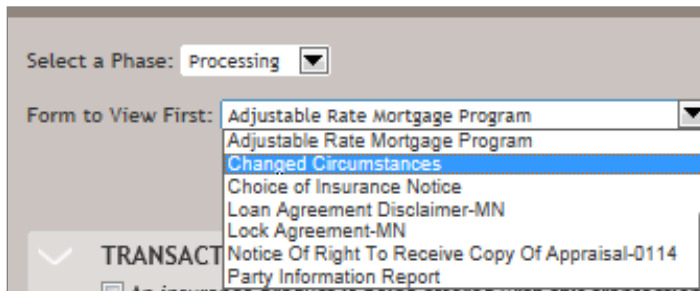 Select a Phase: Processing
Form to View First: Adjustable Rate Mortgage Program
Adjustable Rate Mortgage Program
Changed Circumstances
Choice of Insurance Notice
Loan Agreement Disclaimer-MN
Lock Agreement-MN
TRANSACT Notice Of Right To Receive Copy Of Appraisal-0114
Party Information Report